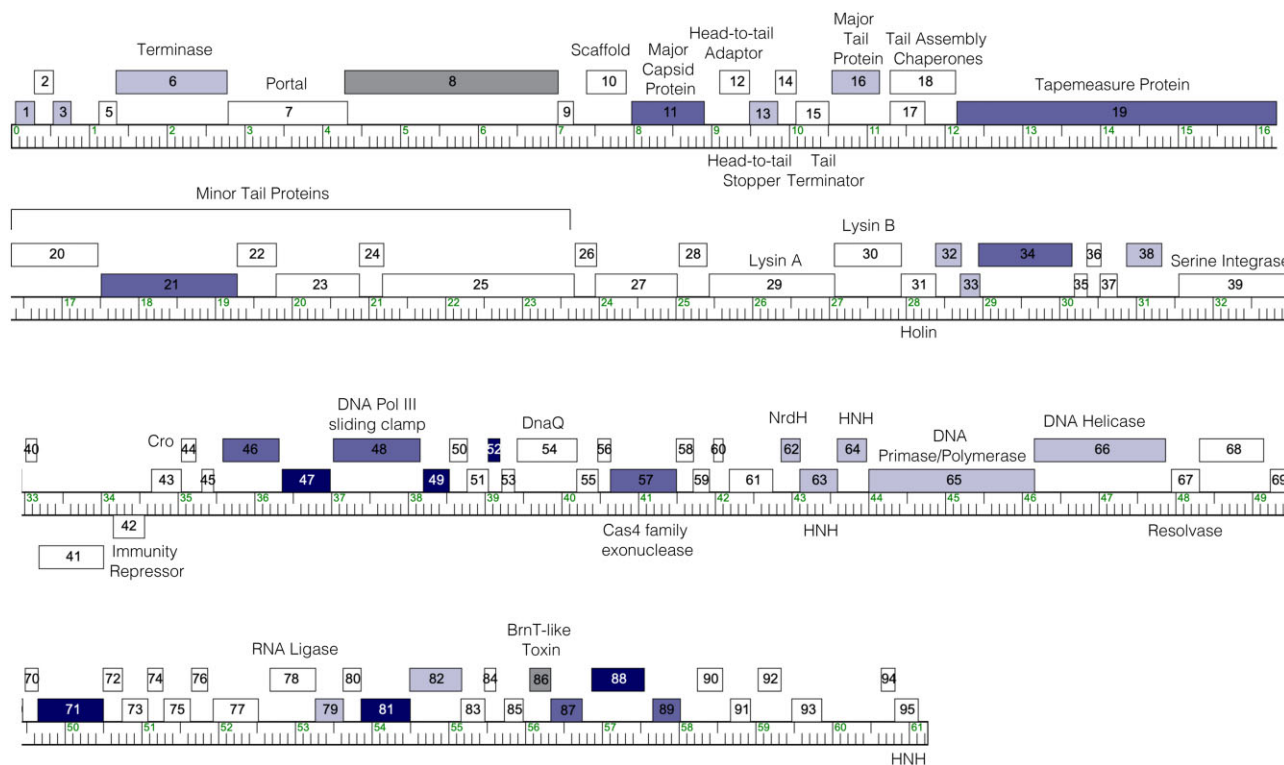 Terminase
Portal
Scaffold
Major
Capsid
Protein
Head-to-tail
Adaptor
Major
Tail
Protein
Tail Assembly
Chaperones
Tapemeasure Protein
2 6 8 10 12 14 16 18
1 3 5 7 9 11 13 15 17 19
0 1 2 3 4 5 6 7 8 9 10 11 12 13 14 15 16
Head-to-tail
Stopper
Tail
Terminator
Minor Tail Proteins
Lysin B
Lysin A
Serine Integrase
20 22 24 26 28 30 32 34 36 38
21 23 25 27 29 31 33 35 37 39
17 18 19 20 21 22 23 24 25 26 27 28 29 30 31 32
Holin
Cro
DNA Pol III
sliding clamp
DnaQ
NrdH
HNH
DNA
Primase/Polymerase
DNA Helicase
40 44 46 48 50 52 54 56 58 60 62 64 66 68
43 45 47 49 51 53 55 57 59 61 63 65 67 69
33 34 35 36 37 38 39 40 41 42 43 44 45 46 47 48 49
42
41
Immunity
Repressor
Cas4 family
exonuclease
HNH
Resolvase
RNA Ligase
BrnT-like
Toxin
70 72 74 76 78 80 82 84 86 88 90 92 94
71 73 75 77 79 81 83 85 87 89 91 93 95
50 51 52 53 54 55 56 57 58 59 60 61
HNH